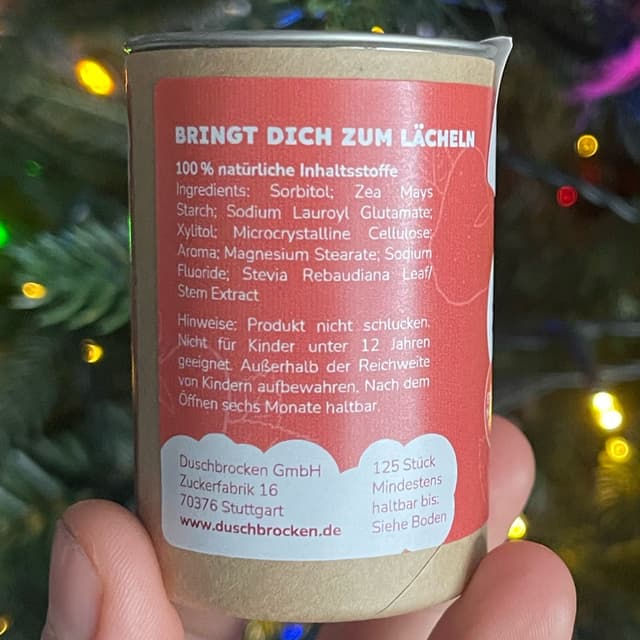 BRINGT DICH ZUM LÄCHELN
100 % natürliche Inhaltsstoffe
Ingredients: Sorbitol; Zea Mays
Starch; Sodium Lauroyl Glutamate;
Xylitol; Microcrystalline Cellulose;
Aroma; Magnesium Stearate; Sodium
Fluoride; Stevia Rebaudiana Leaf/
Stem Extract
Hinweise: Produkt nicht schlucken.
Nicht für Kinder unter 12 Jahren
geeignet. Außerhalb der Reichweite
von Kindern aufbewahren. Nach dem
Öffnen sechs Monate haltbar.
Duschbrocken GmbH
Zuckerfabrik 16
70376 Stuttgart
www.duschbrocken.de
125 Stück
Mindestens
haltbar bis:
Siehe Boden